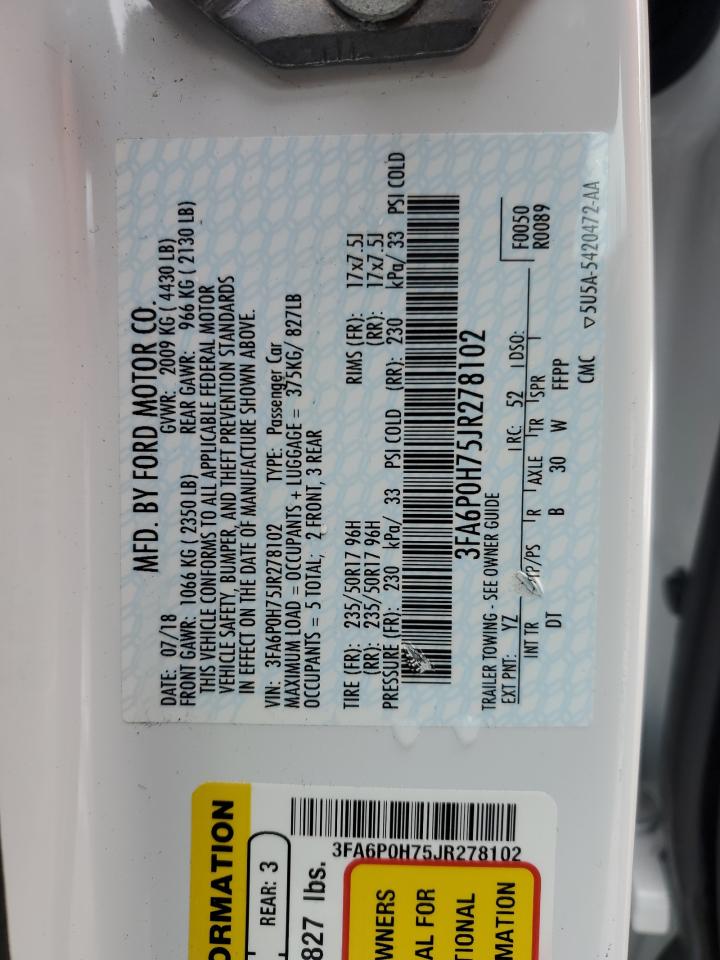 MFD. BY FORD MOTOR CO.
DATE: 07/18 GVWR: 2009 KG ( 4430 LB)
FRONT GAWR: 1066 KG ( 2350 LB) REAR GAWR: 966 KG ( 2130 LB)
THIS VEHICLE CONFORMS TO ALL APPLICABLE FEDERAL MOTOR
VEHICLE SAFETY, BUMPER, AND THEFT PREVENTION STANDARDS
IN EFFECT ON THE DATE OF MANUFACTURE SHOWN ABOVE.
VIN: 3FA6P0H75JR278102 TYPE: Passenger Car
MAXIMUM LOAD = OCCUPANTS + LUGGAGE = 375KG/ 827LB
OCCUPANTS = 5 TOTAL; 2 FRONT, 3 REAR
TIRE (FR): 235/50R17 96H RIMS (FR): 17x7.5J
(RR): 235/50R17 96H (RR): 17x7.5J
PRESSURE (FR): 230 kPa/ 33 PSI COLD (RR): 230 kPa/ 33 PSI COLD
3FA6P0H75JR278102
TRAILER TOWING - SEE OWNER GUIDE F0050
EXT PNT: YZ RC: 52 DSO: R0089
INT TR TP/PS R AXLE TR SPR
DT B 30 W FFPP
CMC ▽5U5A-5420472-AA
ORMATION
REAR: 3
827 lbs.
3FA6P0H75JR278102
WNERS
AL FOR
TIONAL
MATION